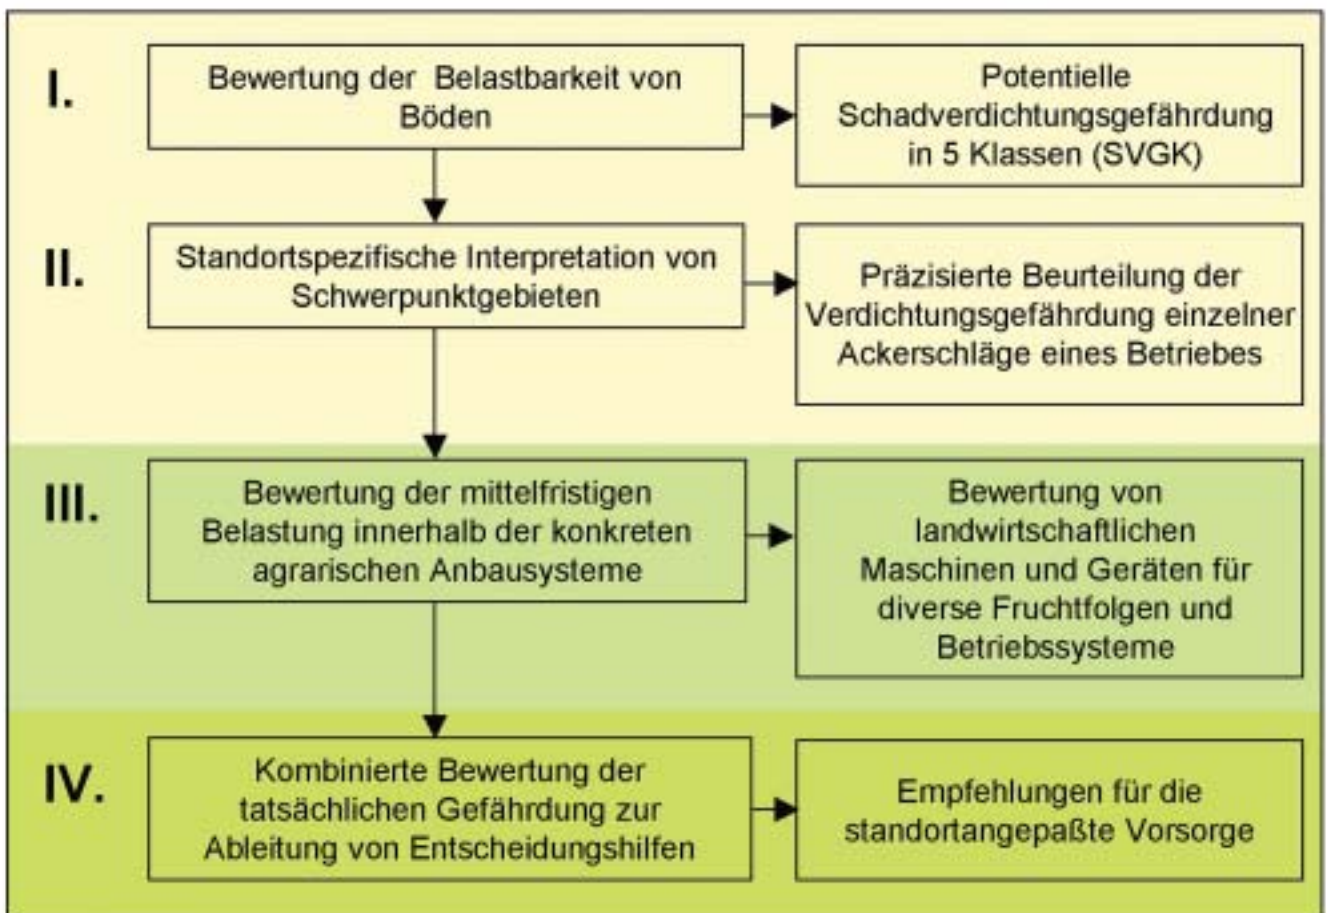 I.
Bewertung der Belastbarkeit von
Böden
Potentielle
Schadverdichtungsgefährdung
in 5 Klassen (SVGK)
II.
Standortspezifische Interpretation von
Schwerpunktgebieten
Präzisierte Beurteilung der
Verdichtungsgefährdung einzelner
Ackerschläge eines Betriebes
III.
Bewertung der mittelfristigen
Belastung innerhalb der konkreten
agrarischen Anbausysteme
Bewertung von
landwirtschaftlichen
Maschinen und Geräten für
diverse Fruchtfolgen und
Betriebssysteme
IV.
Kombinierte Bewertung der
tatsächlichen Gefährdung zur
Ableitung von Entscheidungshilfen
Empfehlungen für die
standortangepaßte Vorsorge